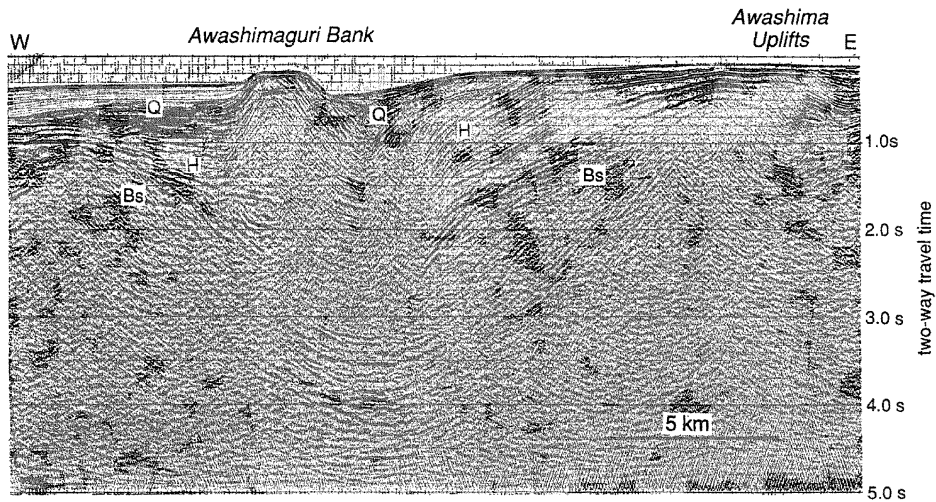 Awashima
W Awashimaguri Bank Uplifts E
Q
Q
H
H
1.0s
Bs
Bs
2.0 s
3.0 s
4.0 s
5 km
5.0 s
two-way travel time